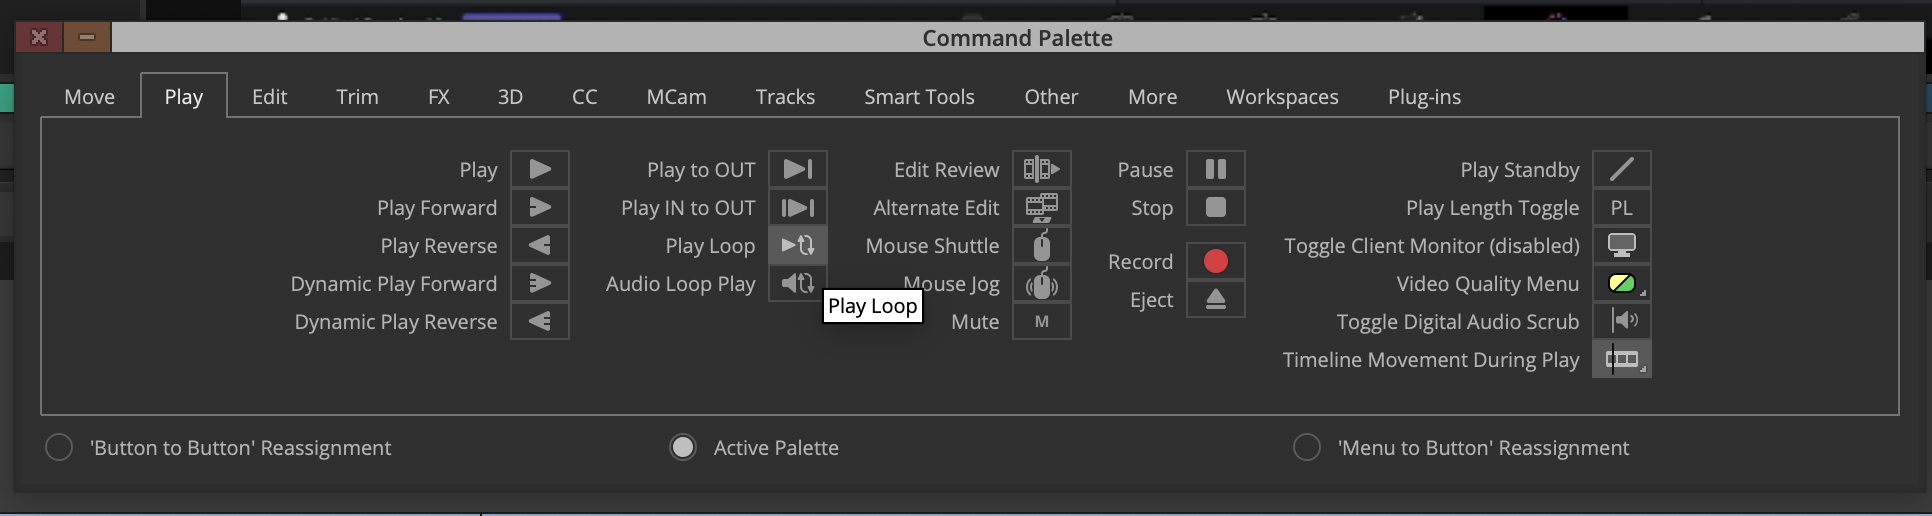 Command Palette
Move Play Edit Trim FX 3D CC MCam Tracks Smart Tools Other More Workspaces Plug-ins
Play
Play Forward
Play Reverse
Dynamic Play Forward
Dynamic Play Reverse
Play to OUT
Play IN to OUT
Play Loop
Audio Loop Play
Play Loop
Edit Review
Alternate Edit
Mouse Shuttle
Mouse Jog
Mute M
Pause
Stop
Record
Eject
Play Standby
Play Length Toggle PL
Toggle Client Monitor (disabled)
Video Quality Menu
Toggle Digital Audio Scrub
Timeline Movement During Play
'Button to Button' Reassignment
Active Palette
'Menu to Button' Reassignment